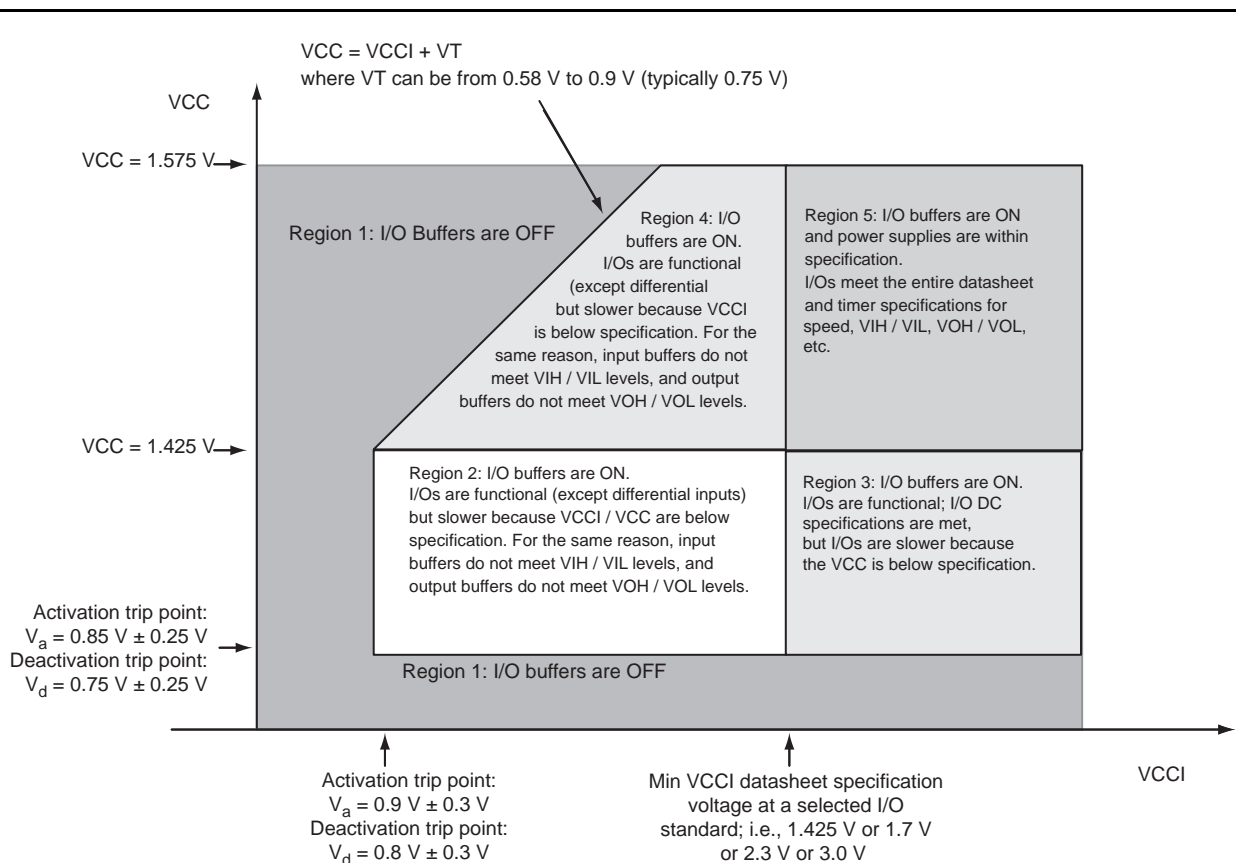 VCC = VCCI + VT
where VT can be from 0.58 V to 0.9 V (typically 0.75 V)
VCC
VCC = 1.575 V
Region 1: I/O Buffers are OFF
Region 4: I/O
buffers are ON.
I/Os are functional
(except differential
but slower because VCCI
is below specification. For the
same reason, input buffers do not
meet VIH / VIL levels, and output
buffers do not meet VOH / VOL levels.
Region 5: I/O buffers are ON
and power supplies are within
specification.
I/Os meet the entire datasheet
and timer specifications for
speed, VIH / VIL, VOH / VOL,
etc.
VCC = 1.425 V
Region 2: I/O buffers are ON.
I/Os are functional (except differential inputs)
but slower because VCCI / VCC are below
specification. For the same reason, input
buffers do not meet VIH / VIL levels, and
output buffers do not meet VOH / VOL levels.
Region 3: I/O buffers are ON.
I/Os are functional; I/O DC
specifications are met,
but I/Os are slower because
the VCC is below specification.
Activation trip point:
Va = 0.85 V ± 0.25 V
Deactivation trip point:
Vd = 0.75 V ± 0.25 V
Region 1: I/O buffers are OFF
VCCI
Activation trip point:
Va = 0.9 V ± 0.3 V
Deactivation trip point:
Vd = 0.8 V ± 0.3 V
Min VCCI datasheet specification
voltage at a selected I/O
standard; i.e., 1.425 V or 1.7 V
or 2.3 V or 3.0 V